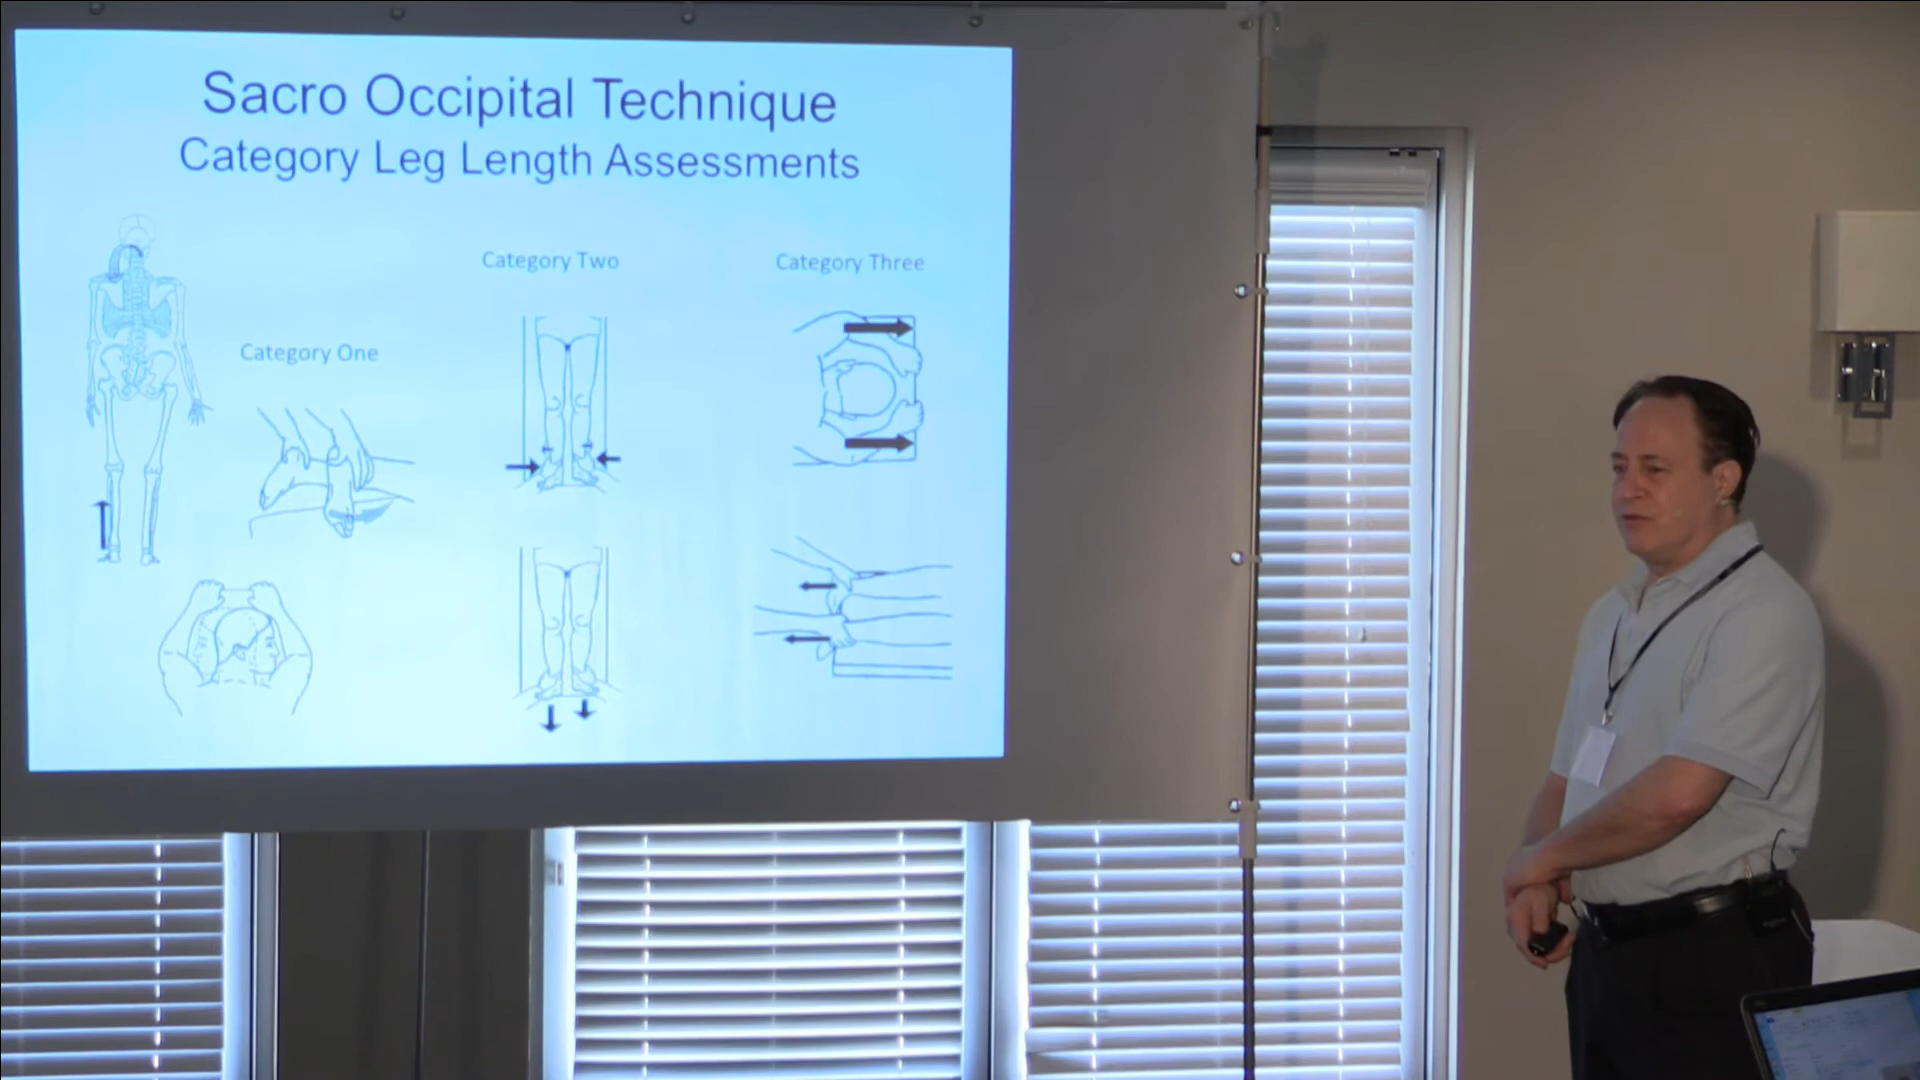 Sacro Occipital Technique
Category Leg Length Assessments
Category One
Category Two
Category Three